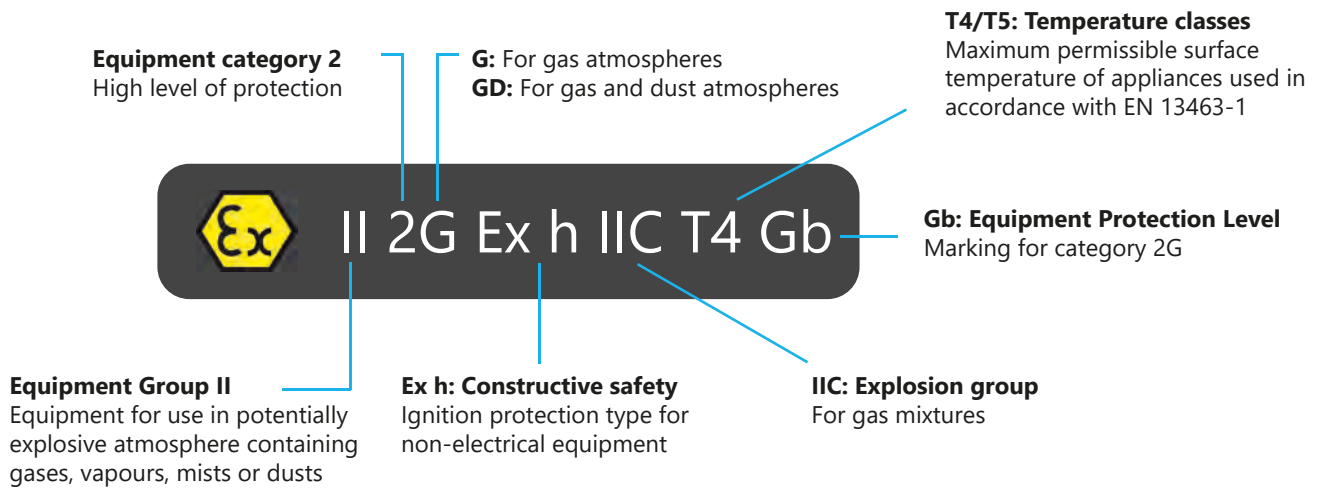 Equipment category 2
High level of protection
G: For gas atmospheres
GD: For gas and dust atmospheres
T4/T5: Temperature classes
Maximum permissible surface
temperature of appliances used in
accordance with EN 13463-1
Ex II 2G Ex h IIC T4 Gb
Gb: Equipment Protection Level
Marking for category 2G
Equipment Group II
Equipment for use in potentially
explosive atmosphere containing
gases, vapours, mists or dusts
Ex h: Constructive safety
Ignition protection type for
non-electrical equipment
IIC: Explosion group
For gas mixtures